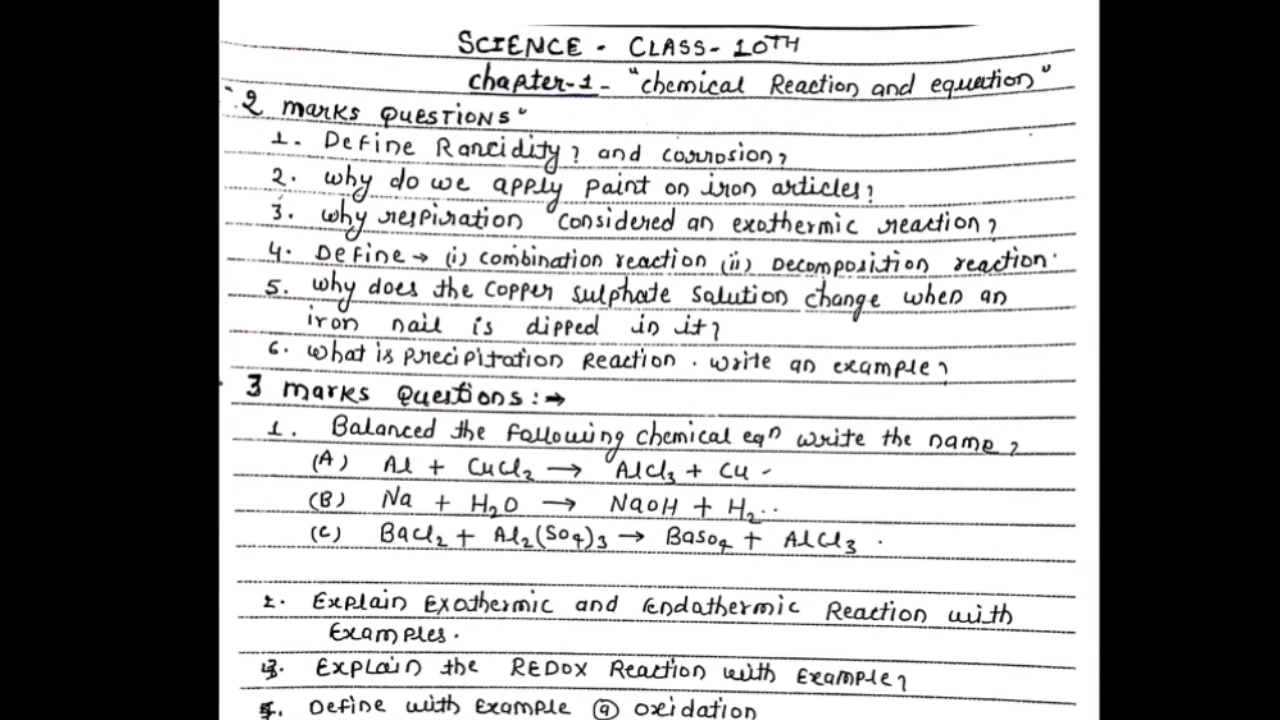 SCIENCE - CLASS - 10TH
chapter-1 - "chemical Reaction and equation"
"2 marks QUESTIONS"
1. Define Rancidity? and corrosion?
2. why do we apply paint on iron articles?
3. why respiration considered an exothermic reaction?
4. Define → (i) combination reaction (ii) Decomposition reaction.
5. why does the copper sulphate solution change when an
iron nail is dipped in it?
6. What is precipitation Reaction. write an example?
3 marks Questions :→
1. Balanced the following chemical eqn write the name?
(A) Al + CuCl2 → AlCl3 + Cu -
(B) Na + H2O → NaOH + H2..
(C) BaCl2 + Al2(SO4)3 → BaSO4 + AlCl3 .
2. Explain Exothermic and Endathermic Reaction with
Examples.
3. Explain the REDOX Reaction with Example?
Define with Example (a) oxidation